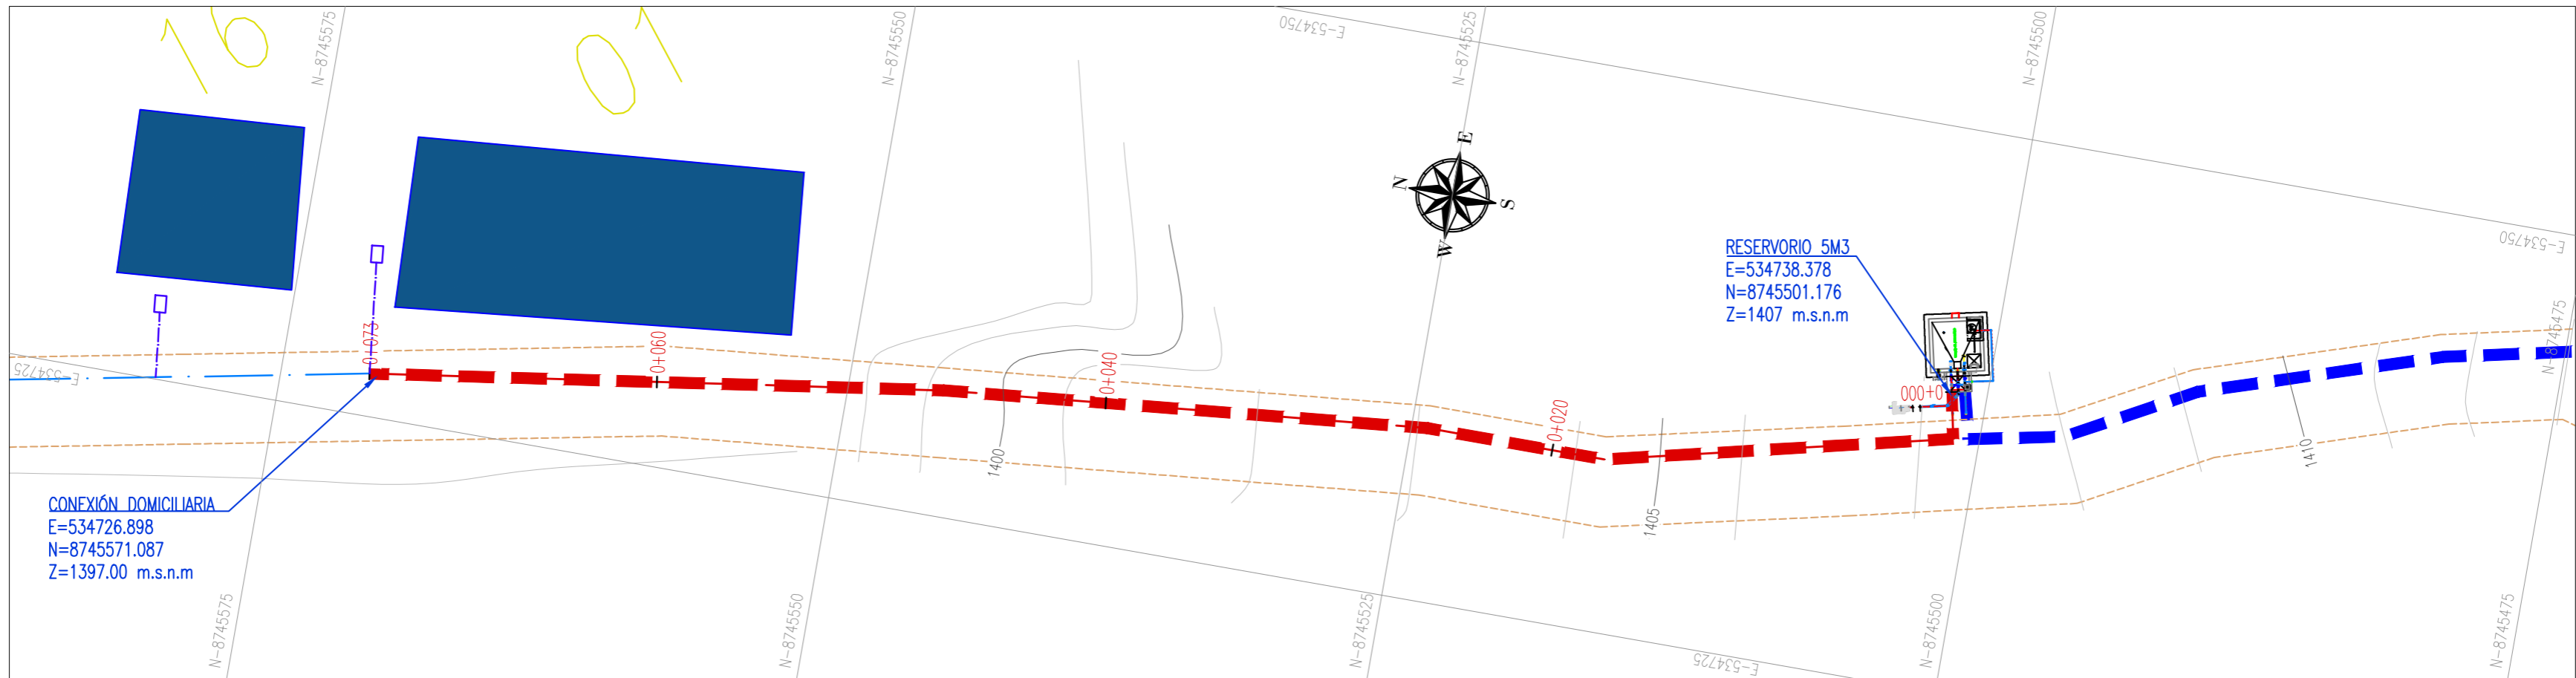 16
01
N-8745575
N-8745550
E-534750
N-8745525
N-8745500
E-534750
N-8745475
N
E
S
W
RESERVORIO 5M3
E=534738.378
N=8745501.176
Z=1407 m.s.n.m
E-534725
0+073
0+060
0+040
0+020
0+000
1400
1405
1410
CONEXIÓN DOMICILIARIA
E=534726.898
N=8745571.087
Z=1397.00 m.s.n.m
N-8745575
N-8745550
N-8745525
E-534725
N-8745500
N-8745475